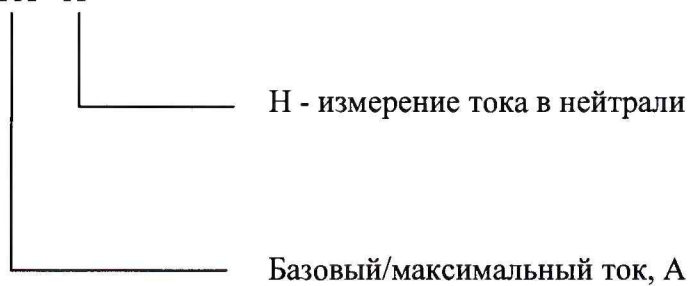 Н - измерение тока в нейтрали
Базовый/максимальный ток, А